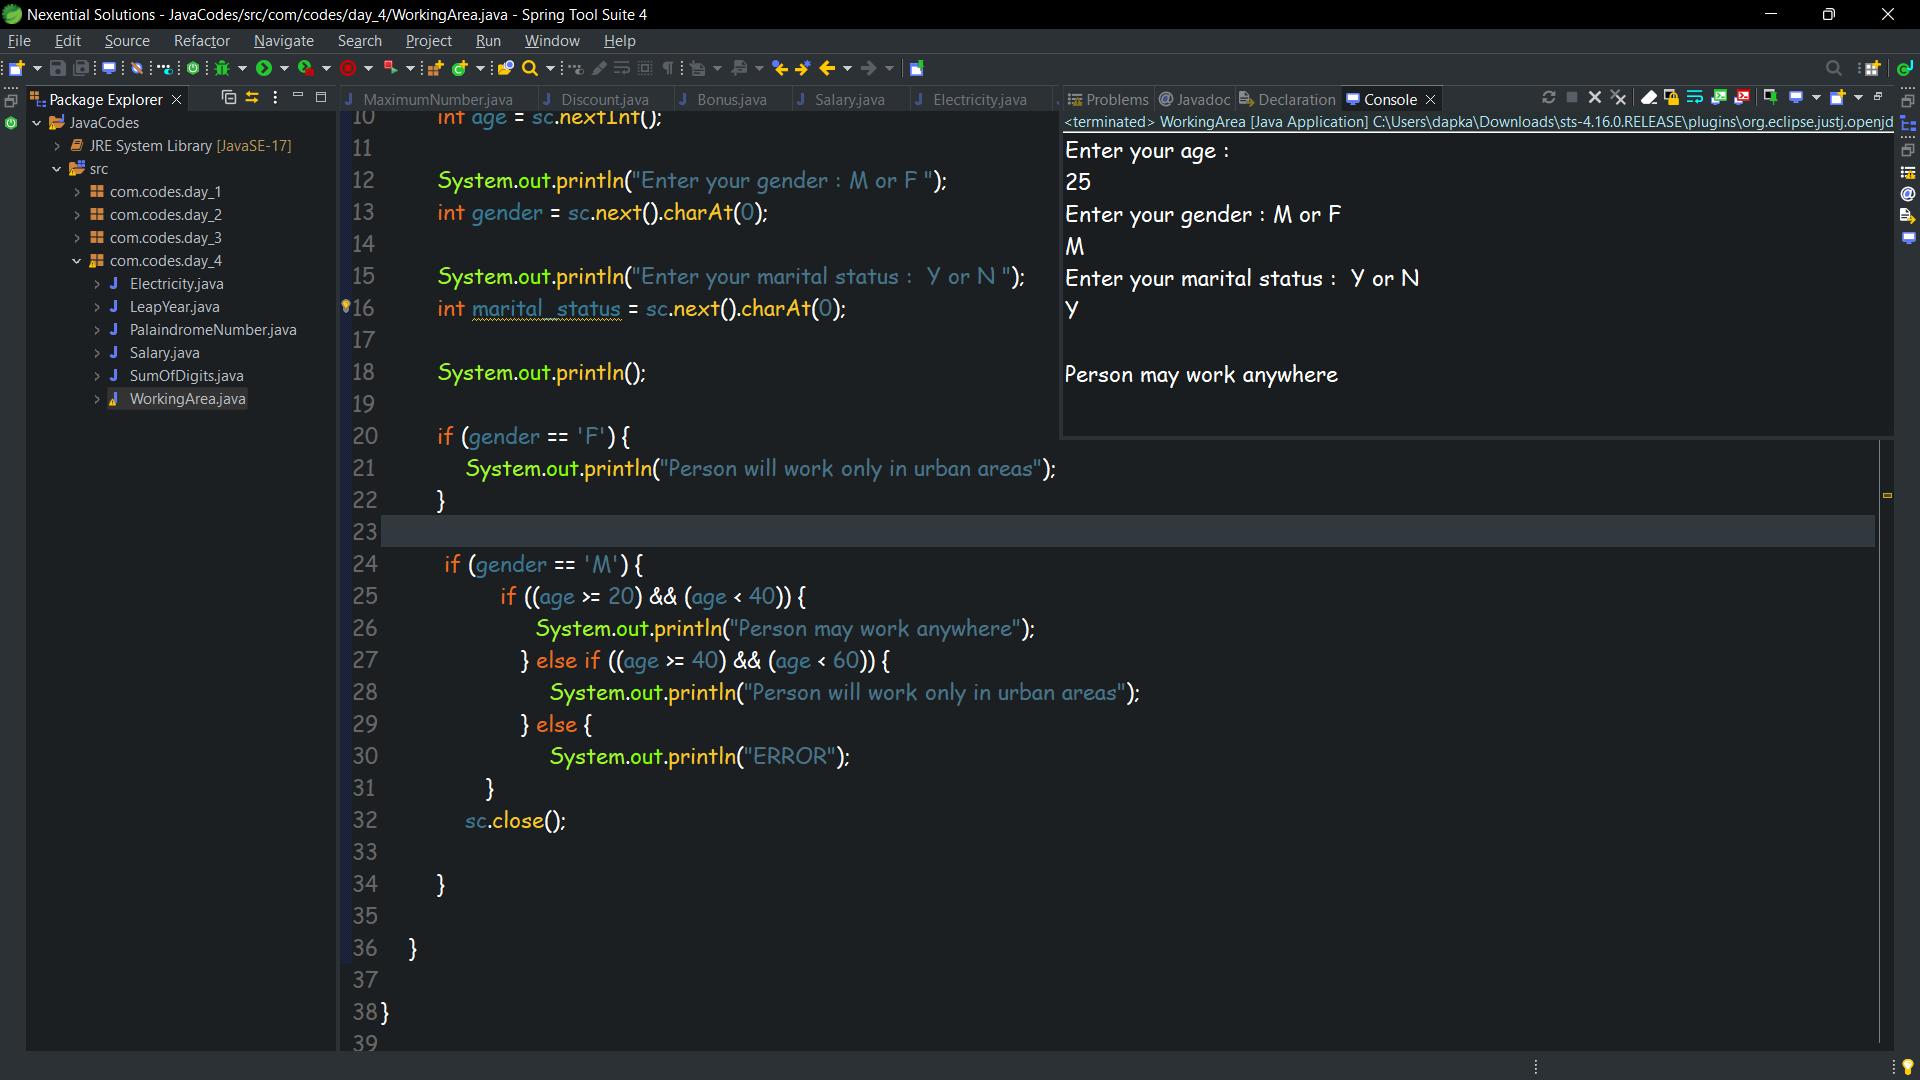 Nexential Solutions - JavaCodes/src/com/codes/day_4/WorkingArea.java - Spring Tool Suite 4
File Edit Source Refactor Navigate Search Project Run Window Help
Package Explorer
JavaCodes
JRE System Library [JavaSE-17]
src
com.codes.day_1
com.codes.day_2
com.codes.day_3
com.codes.day_4
Electricity.java
LeapYear.java
PalaindromeNumber.java
Salary.java
SumOfDigits.java
WorkingArea.java
MaximumNumber.java Discount.java Bonus.java Salary.java Electricity.java
10 int age = sc.nextInt();
11
12 System.out.println("Enter your gender : M or F ");
13 int gender = sc.next().charAt(0);
14
15 System.out.println("Enter your marital status :  Y or N ");
16 int marital_status = sc.next().charAt(0);
17
18 System.out.println();
19
20 if (gender == 'F') {
21 System.out.println("Person will work only in urban areas");
22 }
23
24 if (gender == 'M') {
25 if ((age >= 20) && (age < 40)) {
26 System.out.println("Person may work anywhere");
27 } else if ((age >= 40) && (age < 60)) {
28 System.out.println("Person will work only in urban areas");
29 } else {
30 System.out.println("ERROR");
31 }
32 sc.close();
33
34 }
35
36 }
37
38 }
39
Problems @ Javadoc Declaration Console
<terminated> WorkingArea [Java Application] C:\Users\dapka\Downloads\sts-4.16.0.RELEASE\plugins\org.eclipse.justj.openjd
Enter your age :
25
Enter your gender : M or F
M
Enter your marital status :  Y or N
Y
Person may work anywhere